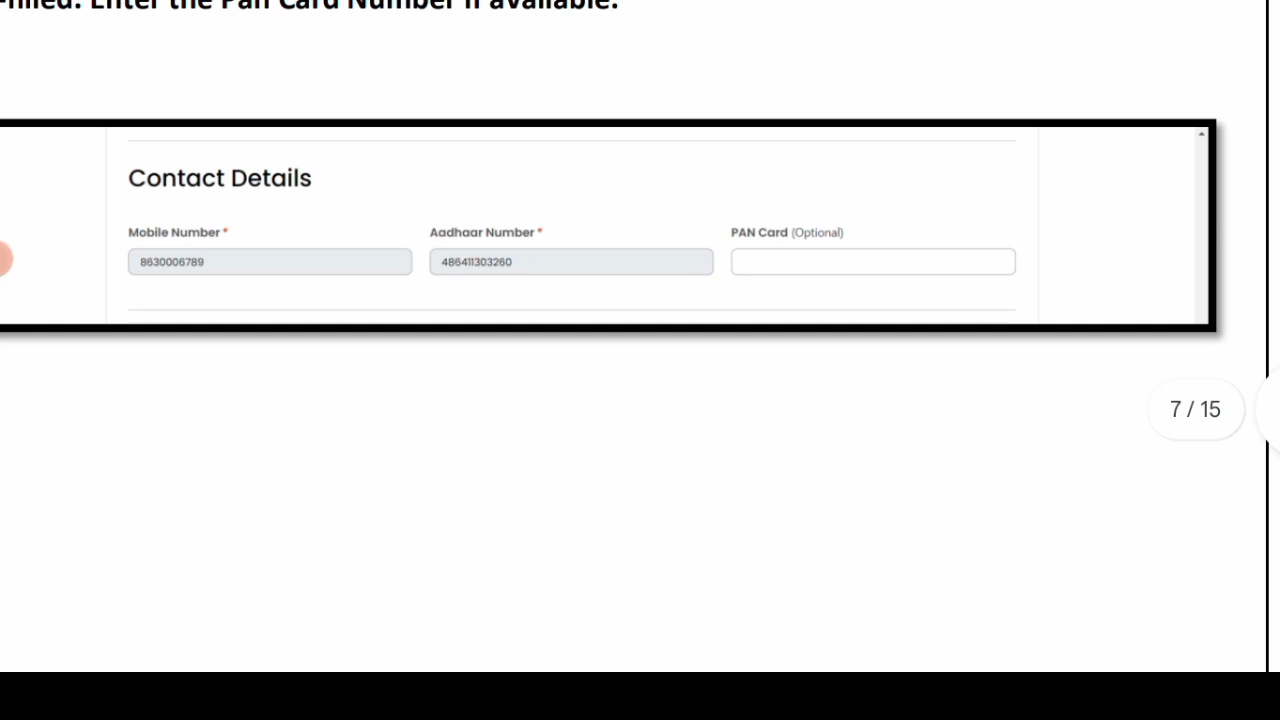 -filled. Enter the Pan Card Number if available.
Contact Details
Mobile Number *
Aadhaar Number *
PAN Card (Optional)
8630006789
486411303260
7 / 15